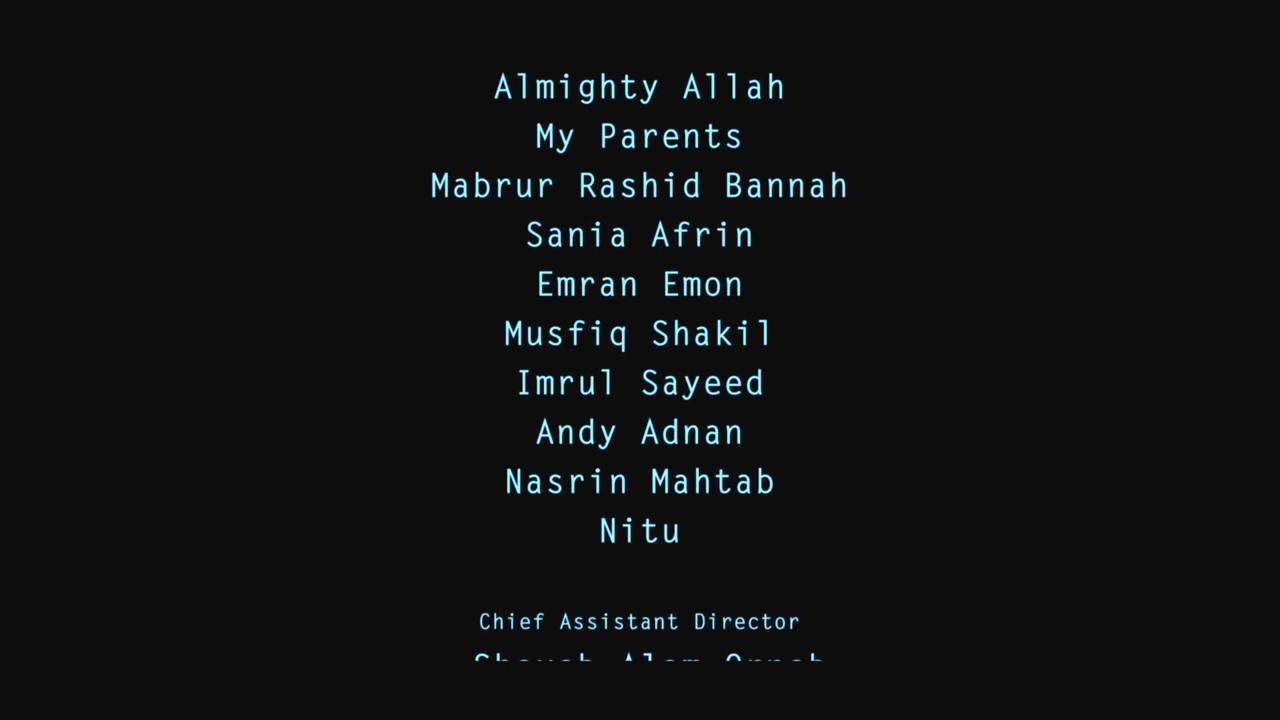 Almighty Allah
My Parents
Mabrur Rashid Bannah
Sania Afrin
Emran Emon
Musfiq Shakil
Imrul Sayeed
Andy Adnan
Nasrin Mahtab
Nitu
Chief Assistant Director
Alam